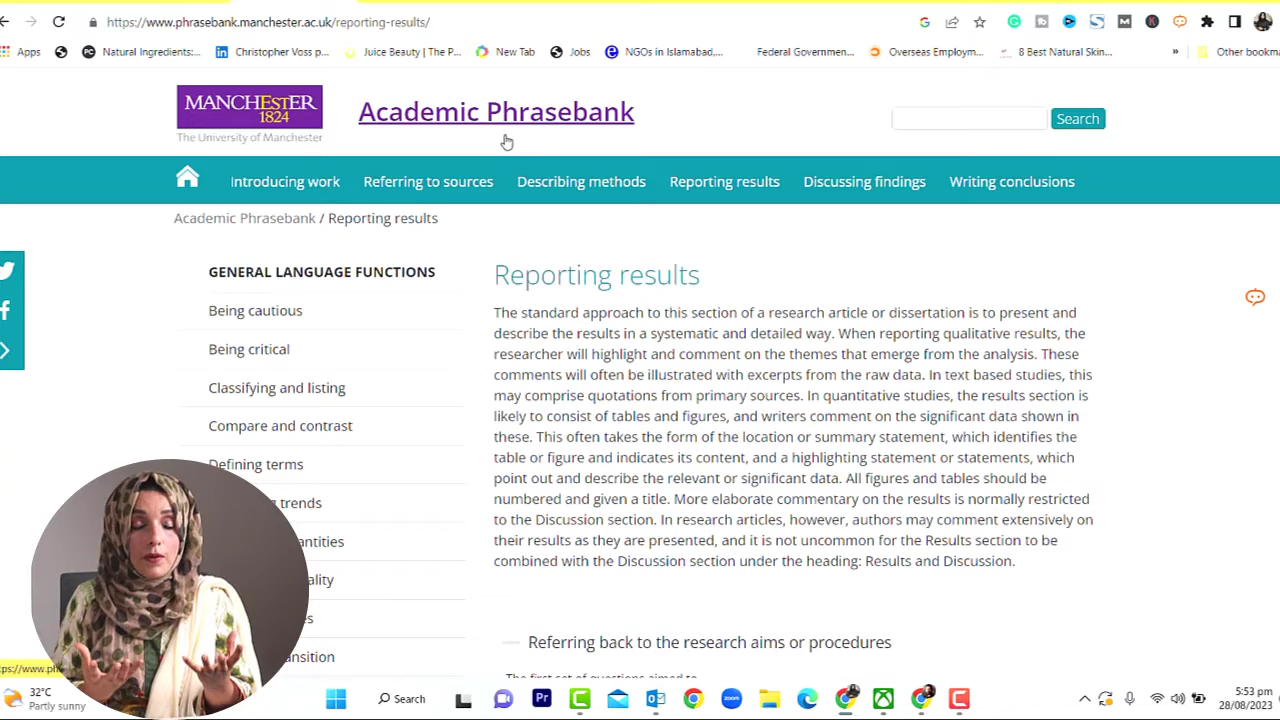 https://www.phrasebank.manchester.ac.uk/reporting-results/
Apps
Natural Ingredients:...
Christopher Voss p...
Juice Beauty | The P...
New Tab
Jobs
NGOs in Islamabad,...
Federal Governmen...
Overseas Employm...
8 Best Natural Skin...
»
Other bookma
MANCHESTER
1824
The University of Manchester
Academic Phrasebank
Search
Introducing work
Referring to sources
Describing methods
Reporting results
Discussing findings
Writing conclusions
Academic Phrasebank / Reporting results
GENERAL LANGUAGE FUNCTIONS
Being cautious
Being critical
Classifying and listing
Compare and contrast
Defining terms
trends
antities
ality
s
ansition
Reporting results
The standard approach to this section of a research article or dissertation is to present and
describe the results in a systematic and detailed way. When reporting qualitative results, the
researcher will highlight and comment on the themes that emerge from the analysis. These
comments will often be illustrated with excerpts from the raw data. In text based studies, this
may comprise quotations from primary sources. In quantitative studies, the results section is
likely to consist of tables and figures, and writers comment on the significant data shown in
these. This often takes the form of the location or summary statement, which identifies the
table or figure and indicates its content, and a highlighting statement or statements, which
point out and describe the relevant or significant data. All figures and tables should be
numbered and given a title. More elaborate commentary on the results is normally restricted
to the Discussion section. In research articles, however, authors may comment extensively on
their results as they are presented, and it is not uncommon for the Results section to be
combined with the Discussion section under the heading: Results and Discussion.
Referring back to the research aims or procedures
The first set of questions aimed to
tps://www.ph
32°C
Partly sunny
Search
Pr
zoom
5:53 pm
28/08/2023